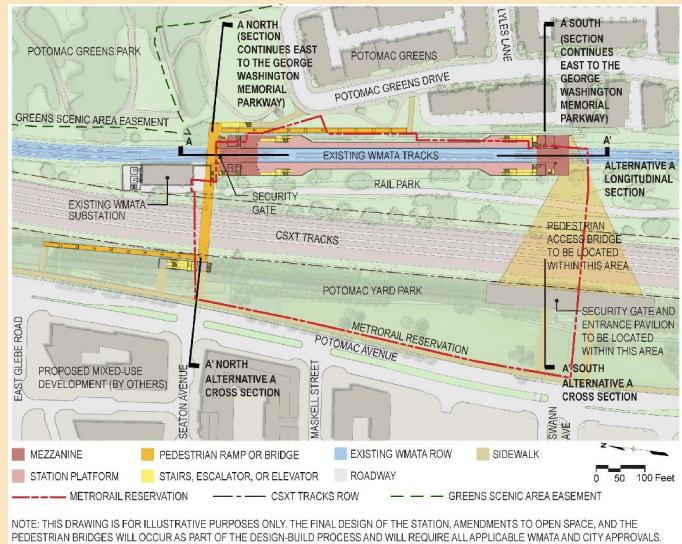 POTOMAC GREENS PARK
A NORTH
(SECTION
CONTINUES EAST
TO THE GEORGE
WASHINGTON
MEMORIAL
PARKWAY)
POTOMAC GREENS
LYLES LANE
A SOUTH
(SECTION
CONTINUES
EAST TO THE
GEORGE
WASHINGTON
MEMORIAL
PARKWAY)
POTOMAC GREENS DRIVE
GREENS SCENIC AREA EASEMENT
A
EXISTING WMATA TRACKS
A'
ALTERNATIVE A
LONGITUDINAL
SECTION
RAIL PARK
EXISTING WMATA
SUBSTATION
SECURITY
GATE
CSXT TRACKS
PEDESTRIAN
ACCESS BRIDGE
TO BE LOCATED
WITHIN THIS AREA
POTOMAC YARD PARK
SECURITY GATE AND
ENTRANCE PAVILION
TO BE LOCATED
WITHIN THIS AREA
METRORAIL RESERVATION
POTOMAC AVENUE
EAST GLEBE ROAD
PROPOSED MIXED-USE
DEVELOPMENT (BY OTHERS)
SEATON AVENUE
A' NORTH
ALTERNATIVE A
CROSS SECTION
MASKELL STREET
SWANN
AVE
A' SOUTH
ALTERNATIVE A
CROSS SECTION
MEZZANINE PEDESTRIAN RAMP OR BRIDGE EXISTING WMATA ROW SIDEWALK
STATION PLATFORM STAIRS, ESCALATOR, OR ELEVATOR ROADWAY
N
0 50 100 Feet
METRORAIL RESERVATION CSXT TRACKS ROW GREENS SCENIC AREA EASEMENT
NOTE: THIS DRAWING IS FOR ILLUSTRATIVE PURPOSES ONLY. THE FINAL DESIGN OF THE STATION, AMENDMENTS TO OPEN SPACE, AND THE
PEDESTRIAN BRIDGES WILL OCCUR AS PART OF THE DESIGN-BUILD PROCESS AND WILL REQUIRE ALL APPLICABLE WMATA AND CITY APPROVALS.